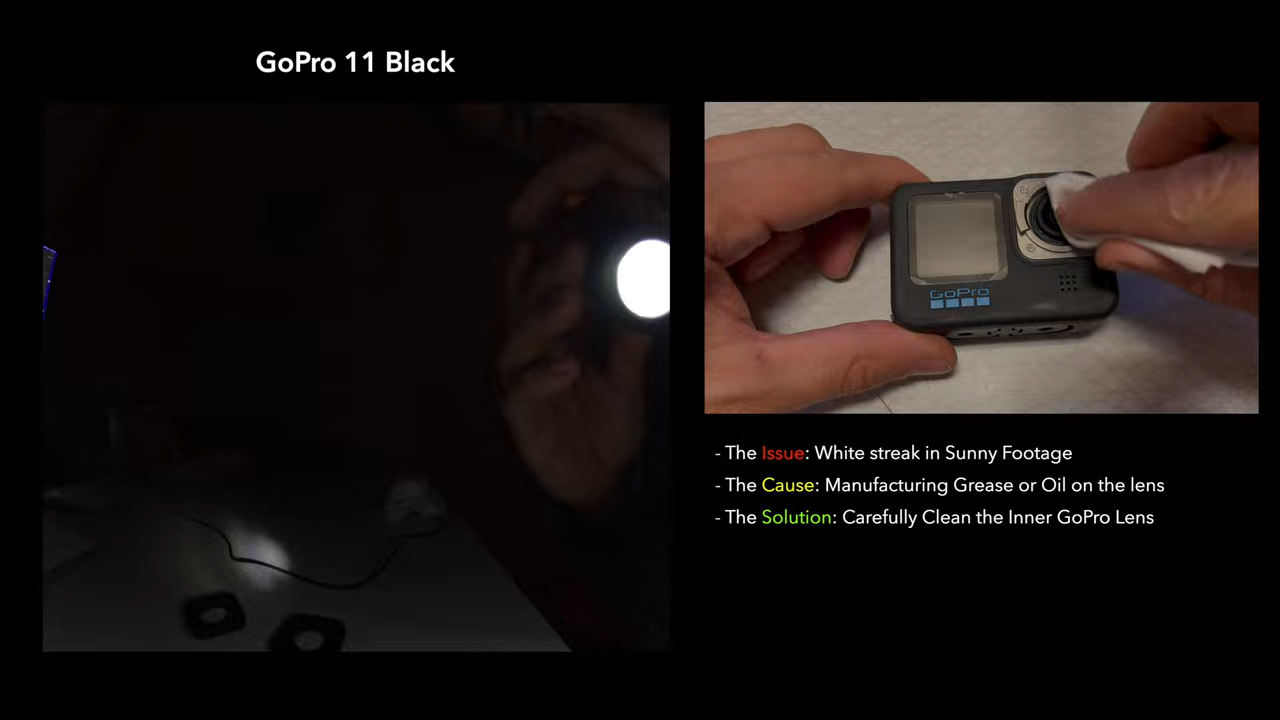 GoPro 11 Black
GoPro
- The Issue: White streak in Sunny Footage
- The Cause: Manufacturing Grease or Oil on the lens
- The Solution: Carefully Clean the Inner GoPro Lens